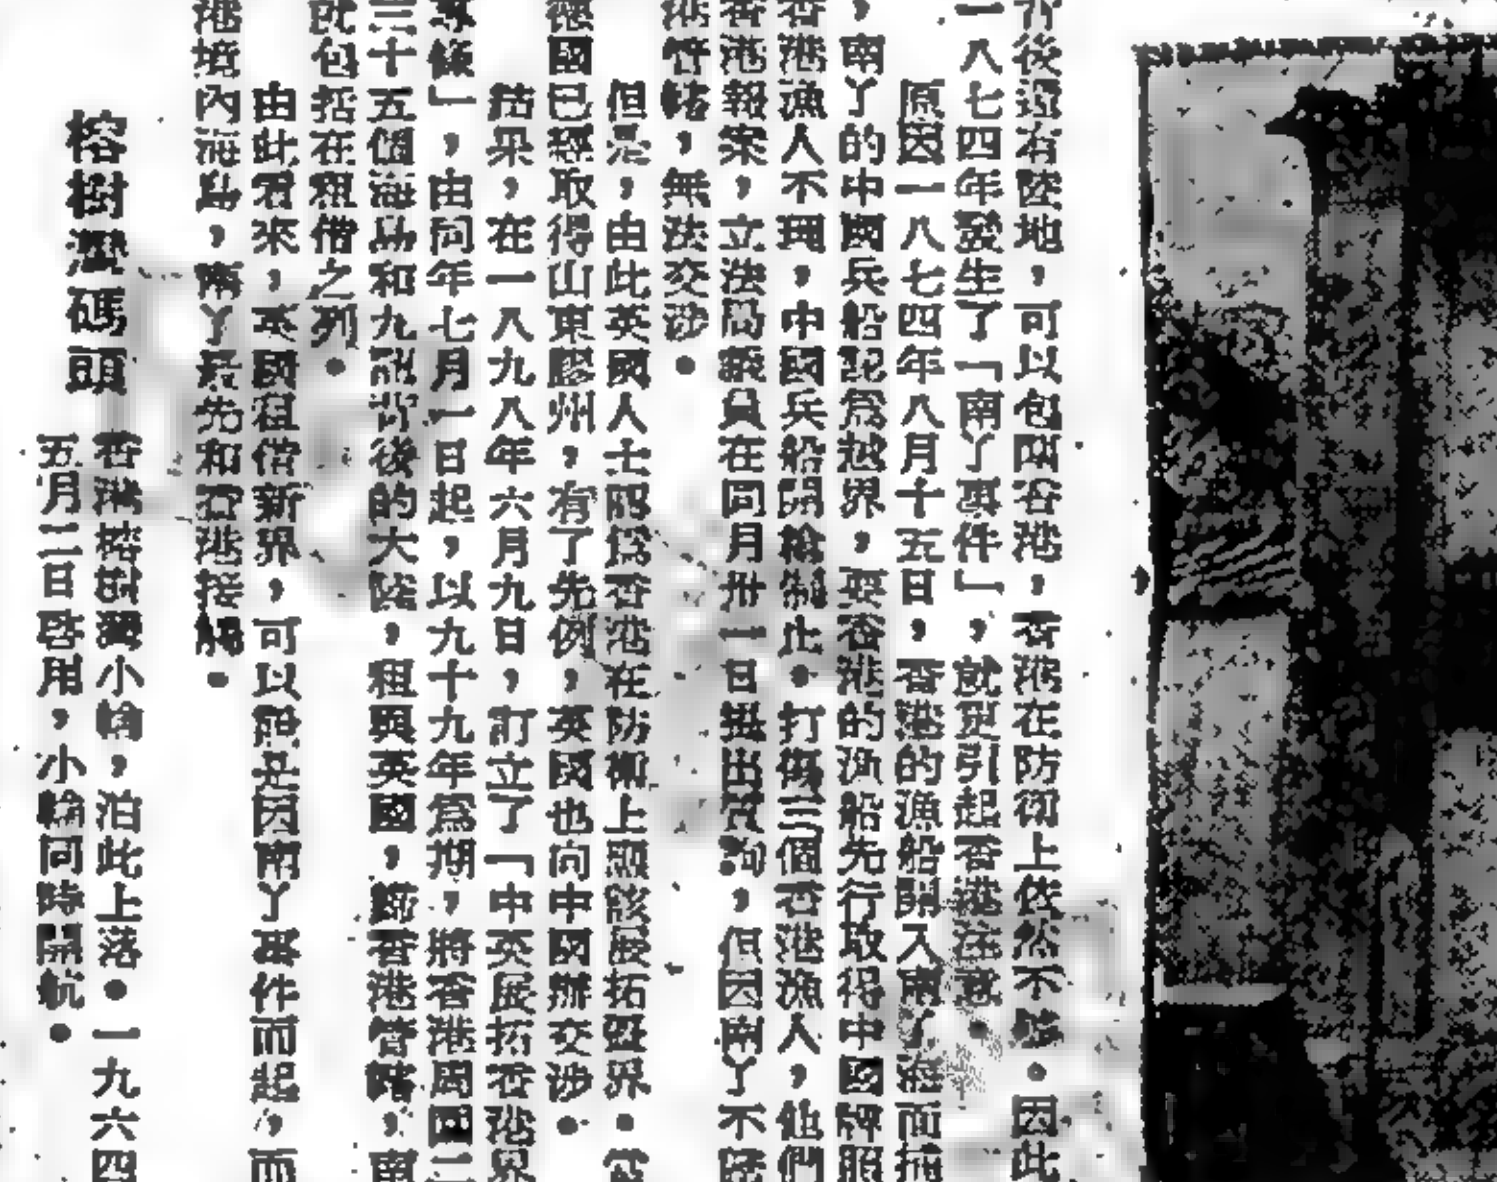 背後還有陸地，可以包圍香港，香港在防衛上依然不夠。因此
一八七四年發生了「南丫事件」，就更引起香港注意
原因一八七四年八月十五日，香港的漁船開入南丫海面捕
，南丫的中國兵船認爲越界，要香港的漁船先行取得中國牌照
香港漁人不理，中國兵船開槍制止。打傷三個香港漁人，他們
香港報案，立法局議員在同月卅一日提出質詢，但因南丫不是
港管轄，無法交涉。
但是，由此英國人士認爲香港在防衛上顯該展拓界。
德國已經取得山東膠州，有了先例，英國也向中國辦交涉。
結果，在一八九八年六月九日，訂立了「中英展拓香港界
專條」，由同年七月一日起，以九十九年爲期，將香港周圍二
三十五個海島和九龍背後的大陸，租與英國，歸香港管轄，南
就包括在租借之列。
由此看來，英國租借新界，可以說是因南丫事件而起，而
港境內海島，南丫最先和香港接觸。
榕樹灣碼頭
香港榕樹灣小輪，泊此上落。一九六四
五月二日啓用，小輪同時開航。